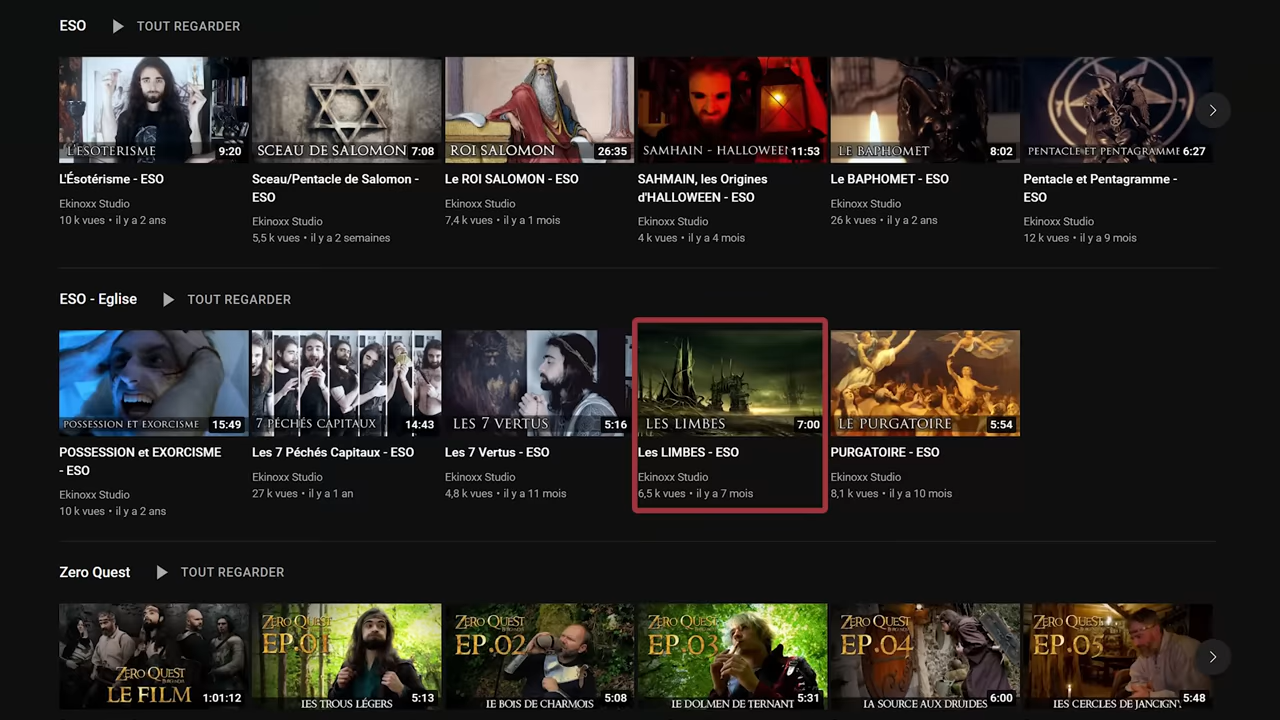 ESO TOUT REGARDER
L'ESOTERISME 9:20
SCEAU DE SALOMON 7:08
ROI SALOMON 26:35
SAMHAIN - HALLOWEEN 11:53
LE BAPHOMET 8:02
PENTACLE ET PENTAGRAMME 6:27
L'Ésotérisme - ESO
Ekinoxx Studio
10 k vues • il y a 2 ans
Sceau/Pentacle de Salomon -
ESO
Ekinoxx Studio
5,5 k vues • il y a 2 semaines
Le ROI SALOMON - ESO
Ekinoxx Studio
7,4 k vues • il y a 1 mois
SAHMAIN, les Origines
d'HALLOWEEN - ESO
Ekinoxx Studio
4 k vues • il y a 4 mois
Le BAPHOMET - ESO
Ekinoxx Studio
26 k vues • il y a 2 ans
Pentacle et Pentagramme -
ESO
Ekinoxx Studio
12 k vues • il y a 9 mois
ESO - Eglise TOUT REGARDER
POSSESSION ET EXORCISME 15:49
7 PÉCHÉS CAPITAUX 14:43
LES 7 VERTUS 5:16
LES LIMBES 7:00
LE PURGATOIRE 5:54
POSSESSION et EXORCISME
- ESO
Ekinoxx Studio
10 k vues • il y a 2 ans
Les 7 Péchés Capitaux - ESO
Ekinoxx Studio
27 k vues • il y a 1 an
Les 7 Vertus - ESO
Ekinoxx Studio
4,8 k vues • il y a 11 mois
Les LIMBES - ESO
Ekinoxx Studio
6,5 k vues • il y a 7 mois
PURGATOIRE - ESO
Ekinoxx Studio
8,1 k vues • il y a 10 mois
Zero Quest TOUT REGARDER
ZERO QUEST
LE FILM 1:01:12
ZERO QUEST
EP.01
LES TROUS LÉGERS 5:13
ZERO QUEST
EP.02
LE BOIS DE CHARMOIS 5:08
ZERO QUEST
EP.03
LE DOLMEN DE TERNANT 5:31
ZERO QUEST
EP.04
LA SOURCE AUX DRUIDES 6:00
ZERO QUEST
EP.05
LES CERCLES DE JANCIGNY 5:48